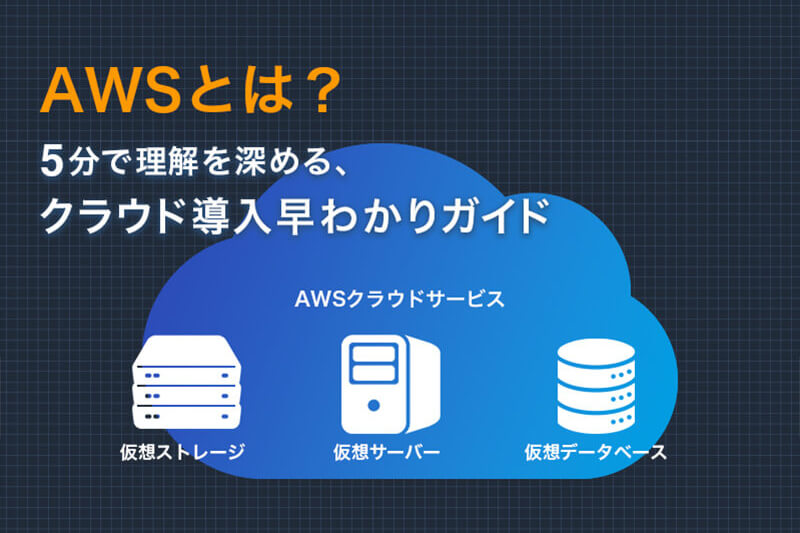 AWSとは？
5分で理解を深める、
クラウド導入早わかりガイド
AWSクラウドサービス
仮想ストレージ
仮想サーバー
仮想データベース